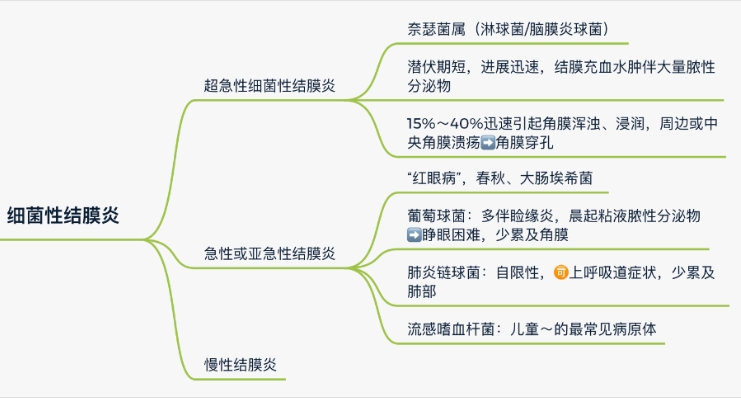 细菌性结膜炎
超急性细菌性结膜炎
奈瑟菌属（淋球菌/脑膜炎球菌）
潜伏期短，进展迅速，结膜充血水肿伴大量脓性
分泌物
15%～40%迅速引起角膜浑浊、浸润，周边或中
央角膜溃疡➡️角膜穿孔
急性或亚急性结膜炎
“红眼病”，春秋、大肠埃希菌
葡萄球菌：多伴睑缘炎，晨起粘液脓性分泌物
➡️睁眼困难，少累及角膜
肺炎链球菌：自限性，🉑上呼吸道症状，少累及
肺部
流感嗜血杆菌：儿童～的最常见病原体
慢性结膜炎